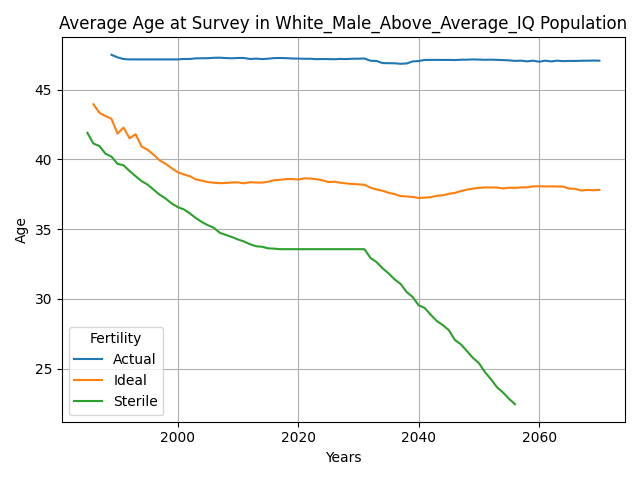 Average Age at Survey in White_Male_Above_Average_IQ Population
Age
45
40
35
30
25
Fertility
Actual
Ideal
Sterile
2000 2020 2040 2060
Years